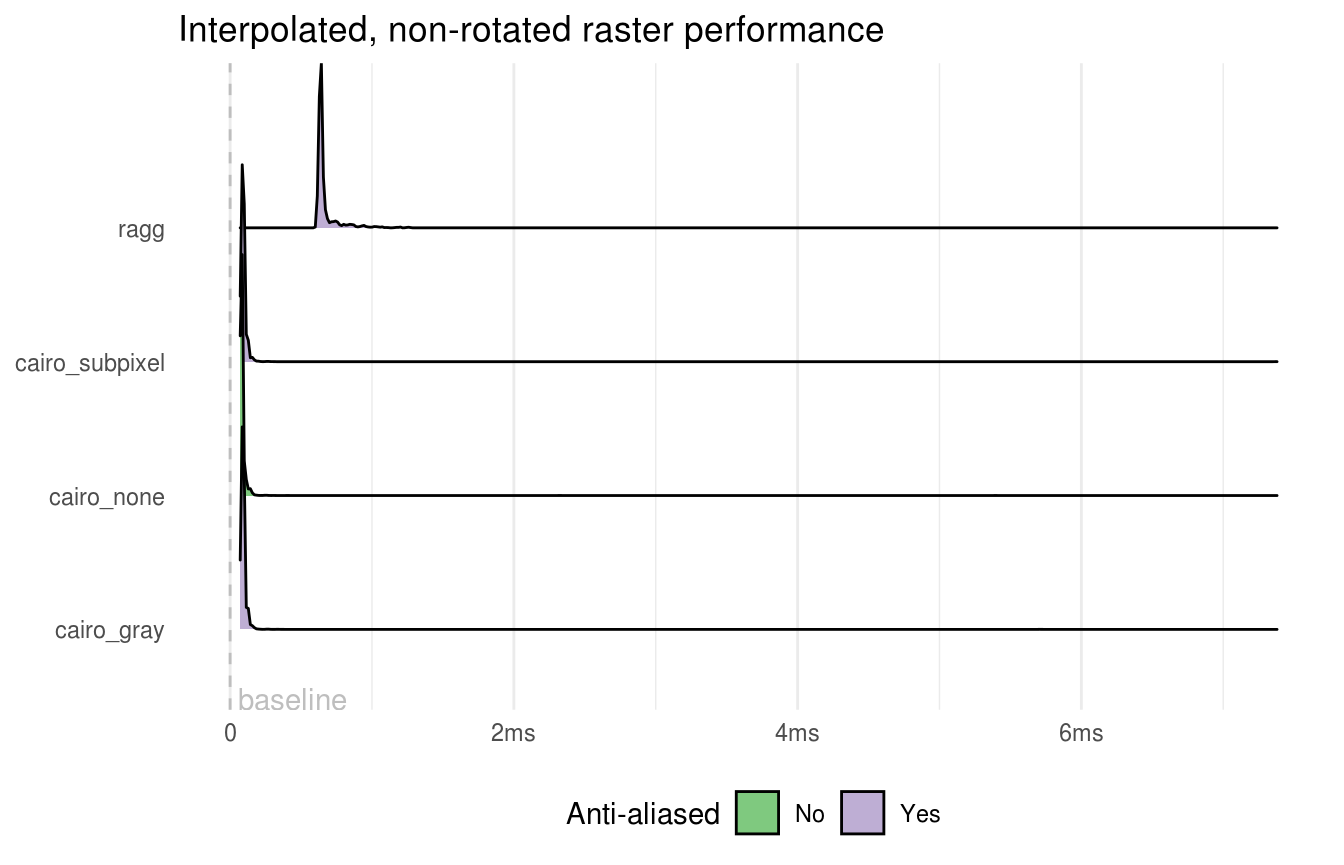 Interpolated, non-rotated raster performance
ragg
cairo_subpixel
cairo_none
cairo_gray
baseline
0 2ms 4ms 6ms
Anti-aliased No Yes